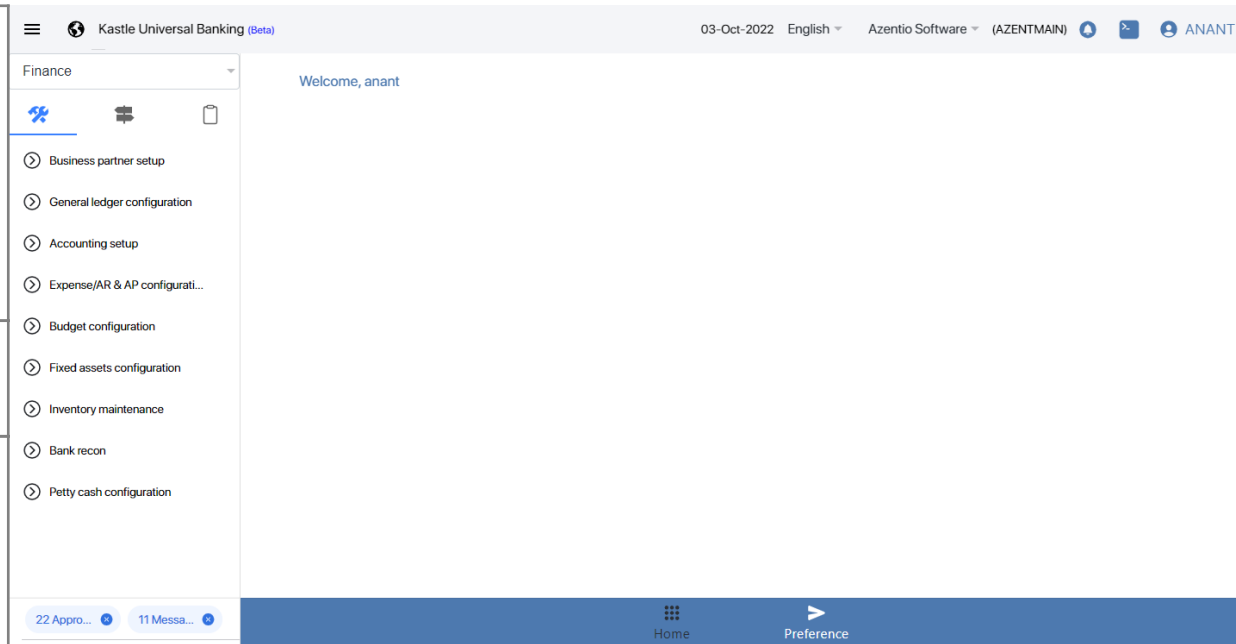 Kastle Universal Banking (Beta)
03-Oct-2022 English Azentio Software (AZENTMAIN) ANANT
Finance
Welcome, anant
Business partner setup
General ledger configuration
Accounting setup
Expense/AR & AP configurati...
Budget configuration
Fixed assets configuration
Inventory maintenance
Bank recon
Petty cash configuration
22 Appro... 11 Messa...
Home Preference